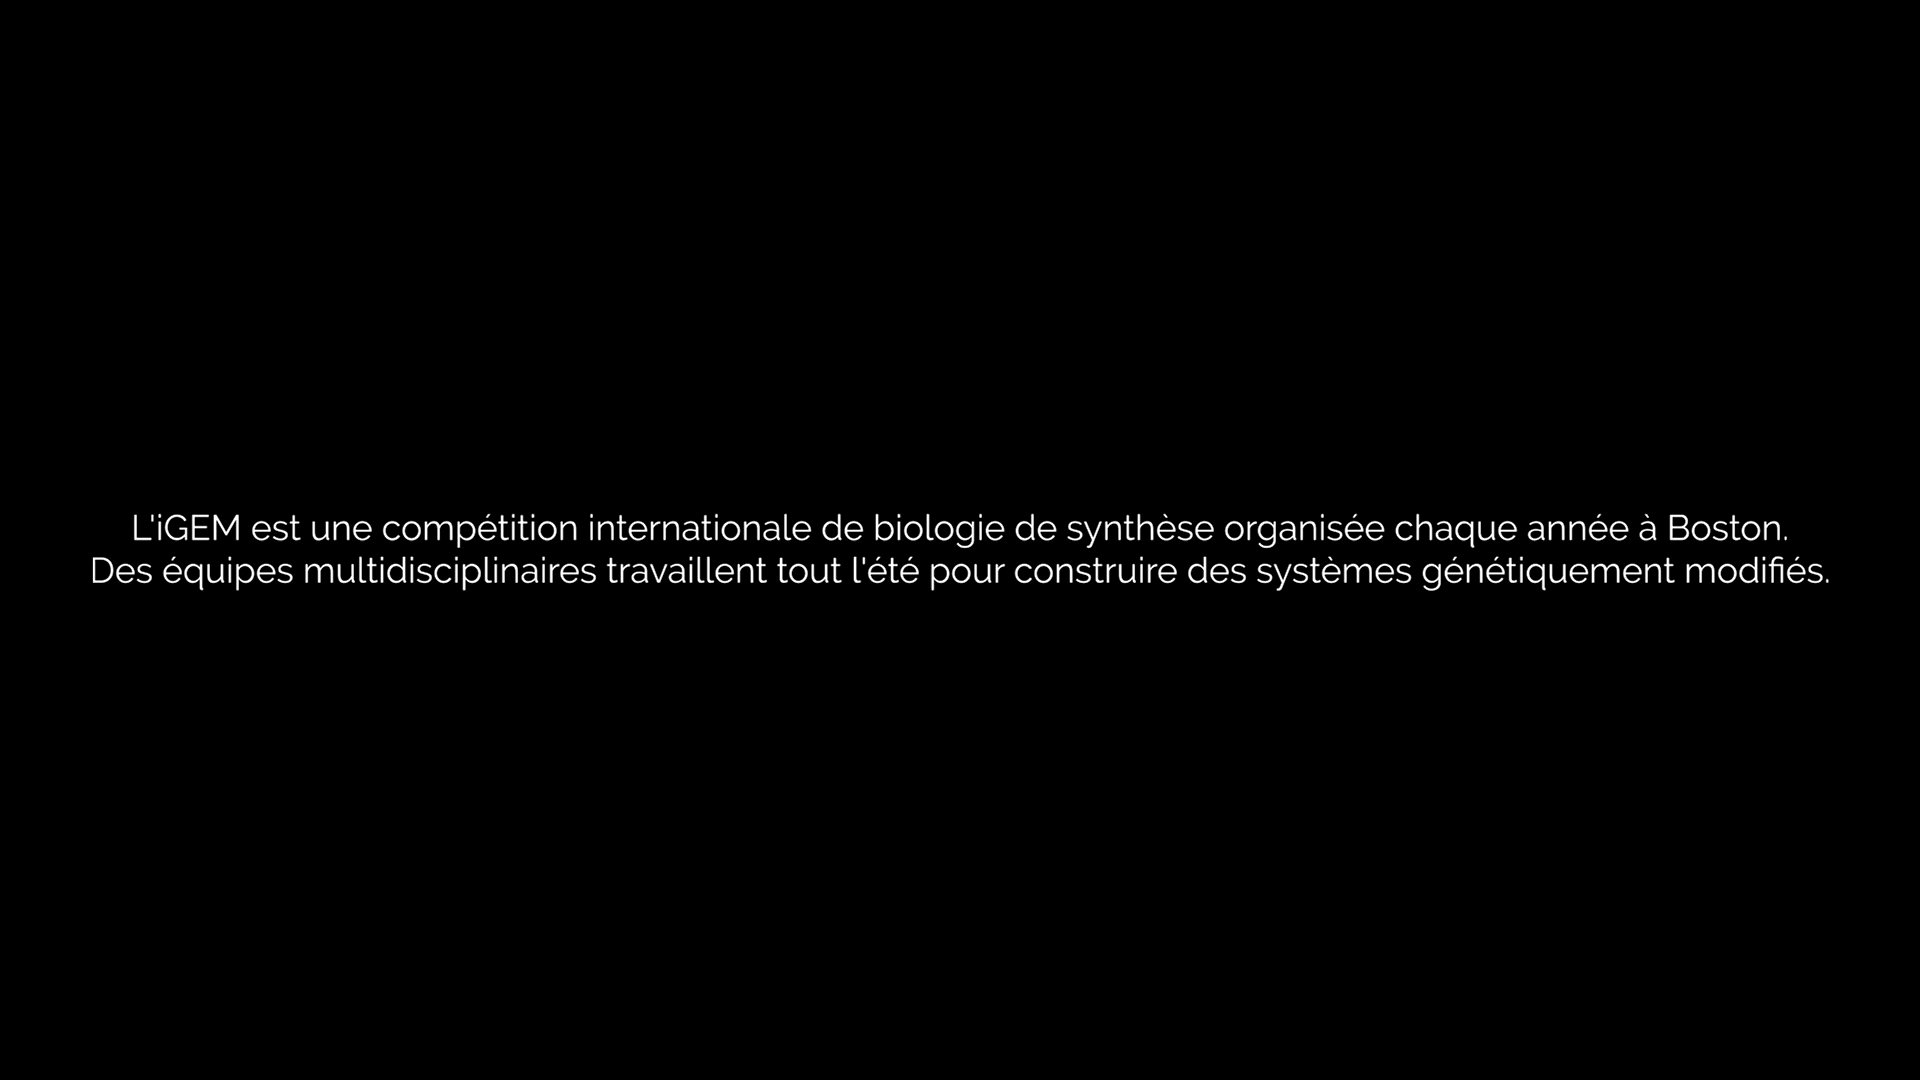 L'iGEM est une compétition internationale de biologie de synthèse organisée chaque année à Boston.
Des équipes multidisciplinaires travaillent tout l'été pour construire des systèmes génétiquement modifiés.